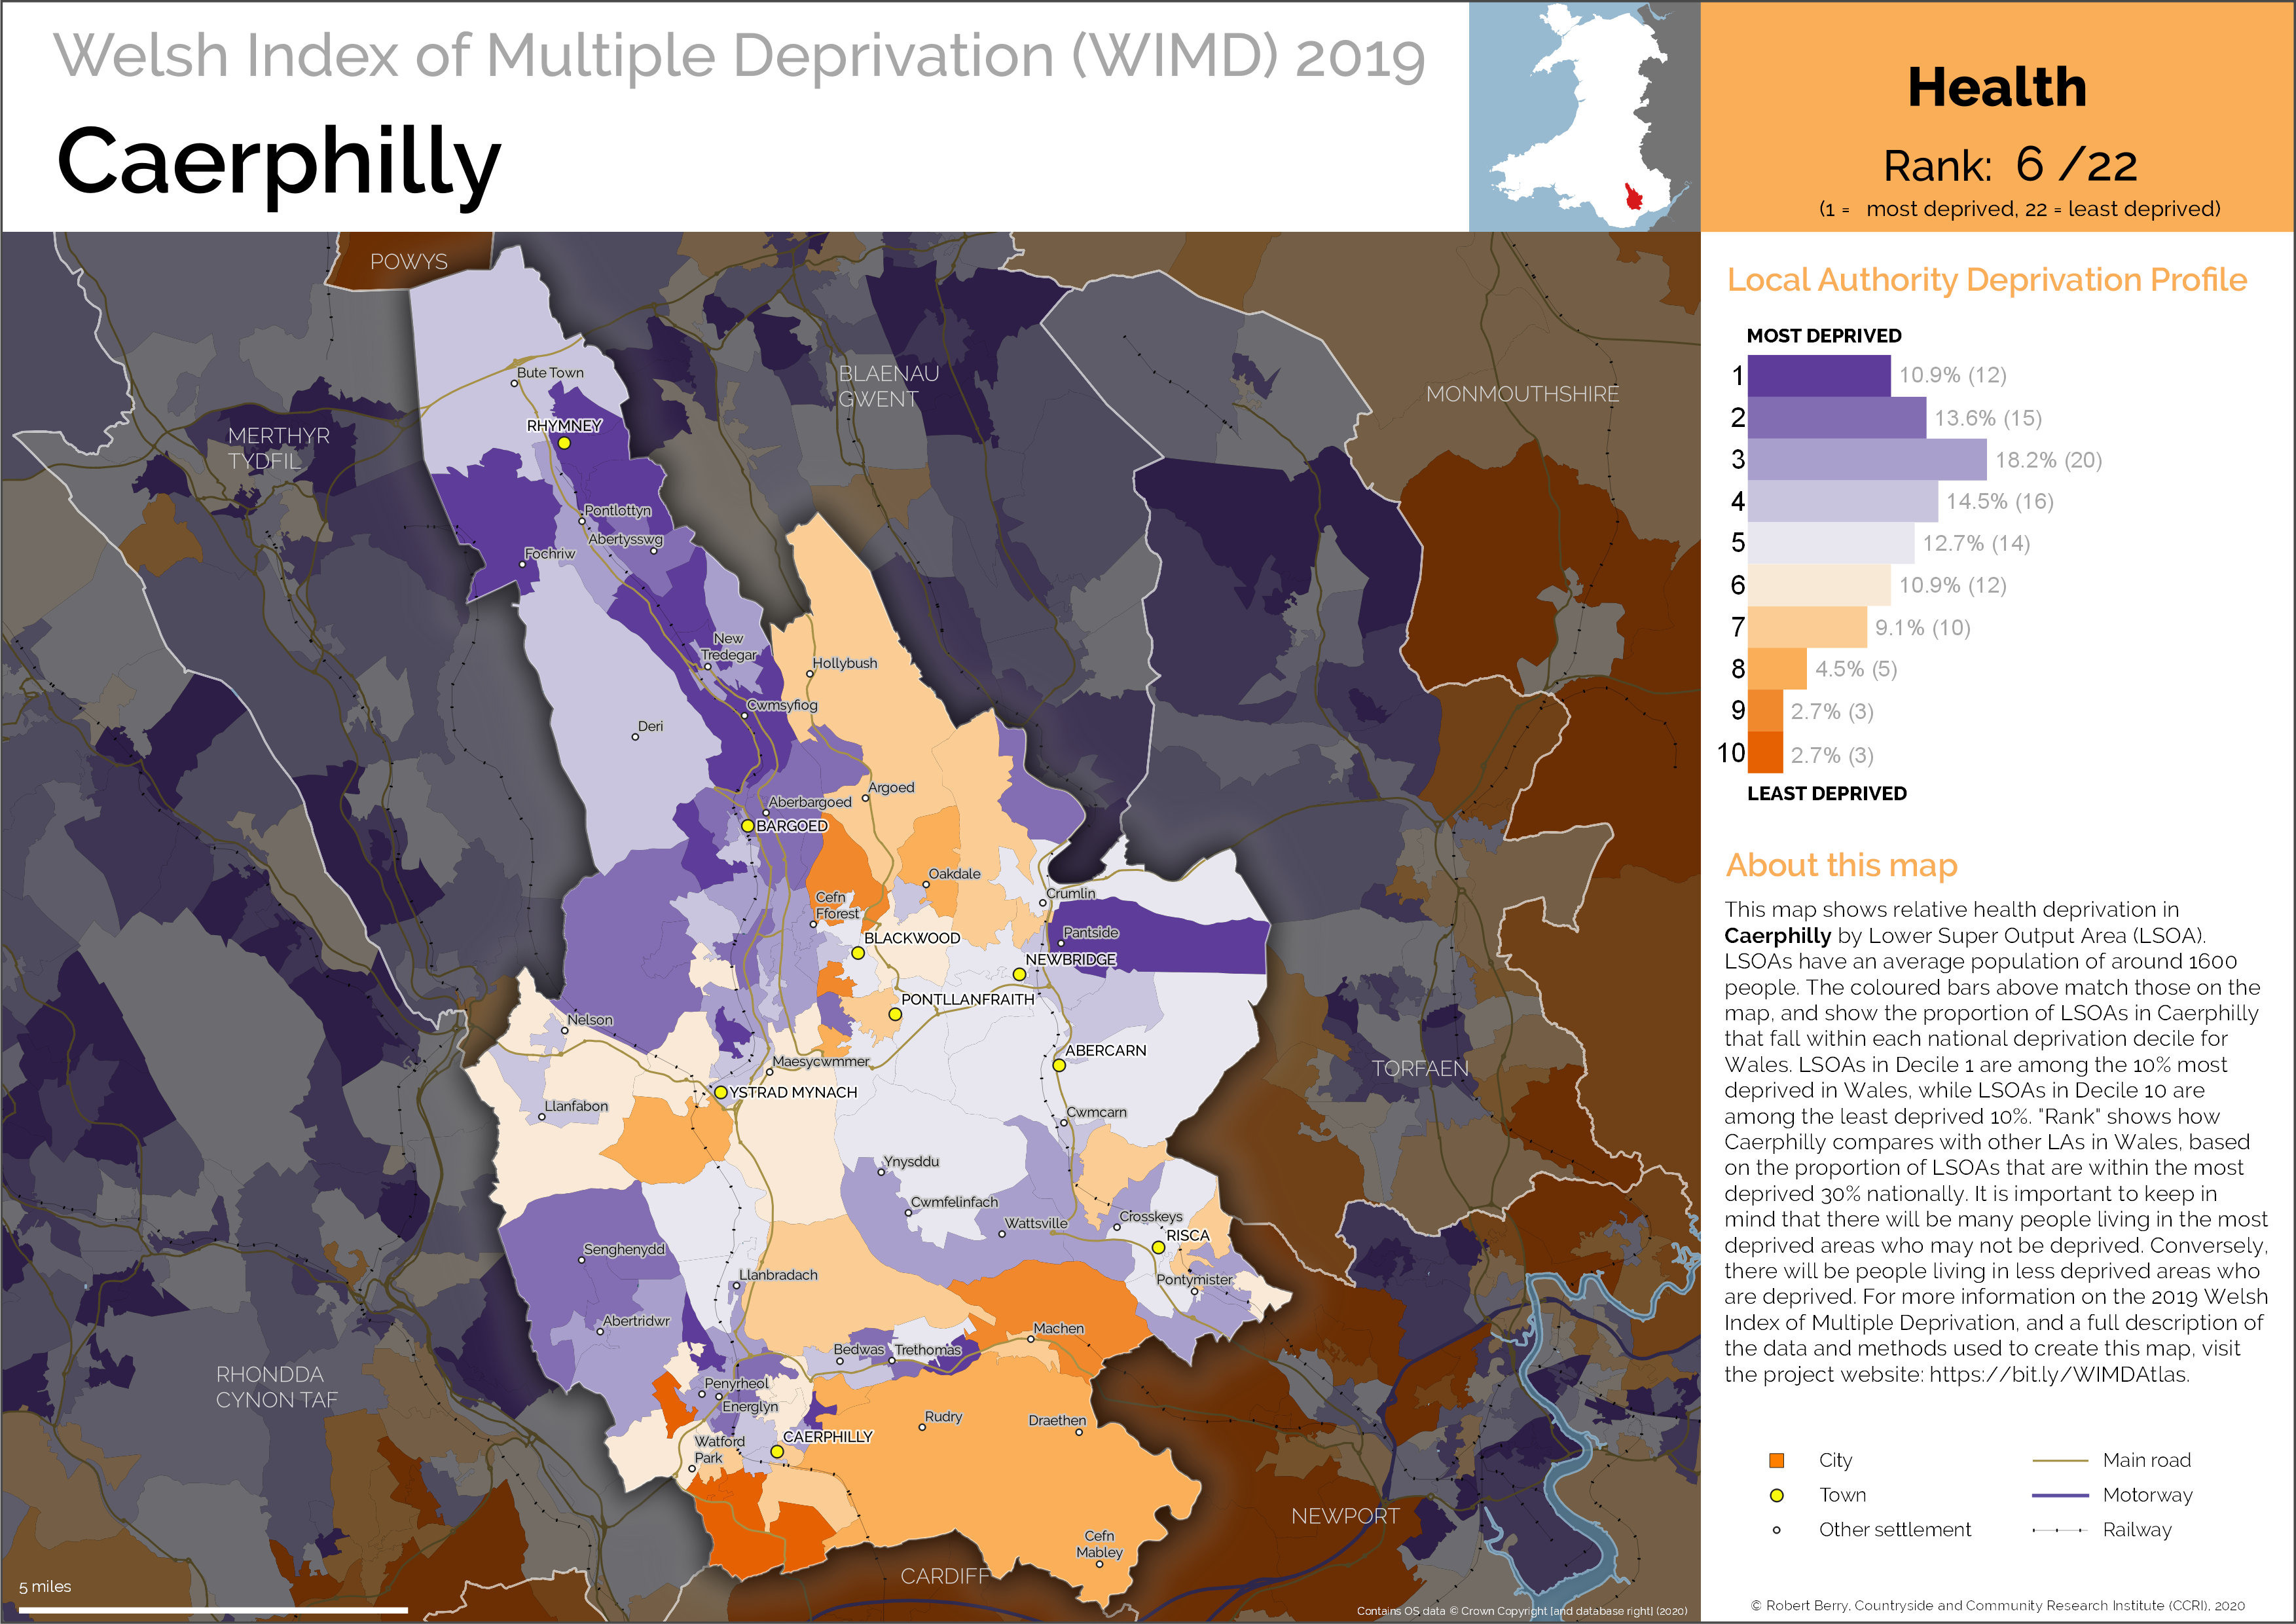 Welsh Index of Multiple Deprivation (WIMD) 2019
Caerphilly
Health
Rank: 6 /22
(1 = most deprived, 22 = least deprived)
Local Authority Deprivation Profile
MOST DEPRIVED
1 10.9% (12)
2 13.6% (15)
3 18.2% (20)
4 14.5% (16)
5 12.7% (14)
6 10.9% (12)
7 9.1% (10)
8 4.5% (5)
9 2.7% (3)
10 2.7% (3)
LEAST DEPRIVED
About this map
This map shows relative health deprivation in
Caerphilly by Lower Super Output Area (LSOA).
LSOAs have an average population of around 1600
people. The coloured bars above match those on the
map, and show the proportion of LSOAs in Caerphilly
that fall within each national deprivation decile for
Wales. LSOAs in Decile 1 are among the 10% most
deprived in Wales, while LSOAs in Decile 10 are
among the least deprived 10%. "Rank" shows how
Caerphilly compares with other LAs in Wales, based
on the proportion of LSOAs that are within the most
deprived 30% nationally. It is important to keep in
mind that there will be many people living in the most
deprived areas who may not be deprived. Conversely,
there will be people living in less deprived areas who
are deprived. For more information on the 2019 Welsh
Index of Multiple Deprivation, and a full description of
the data and methods used to create this map, visit
the project website: https://bit.ly/WIMDAtlas.
City
Town
Other settlement
Main road
Motorway
Railway
© Robert Berry, Countryside and Community Research Institute (CCRI), 2020
POWYS
MERTHYR
TYDFIL
BLAENAU
GWENT
MONMOUTHSHIRE
TORFAEN
RHONDDA
CYNON TAF
NEWPORT
CARDIFF
Bute Town
RHYMNEY
Pontlottyn
Abertysswg
Fochriw
New
Tredegar
Hollybush
Cwmsyfiog
Deri
Argoed
Aberbargoed
BARGOED
Oakdale
Crumlin
Cefn
Fforest
Pantside
BLACKWOOD
NEWBRIDGE
PONTLLANFRAITH
Nelson
ABERCARN
Maesycwmmer
YSTRAD MYNACH
Llanfabon
Cwmcarn
Ynysddu
Cwmfelinfach
Wattsville
Crosskeys
RISCA
Senghenydd
Llanbradach
Pontymister
Abertridwr
Machen
Bedwas
Trethomas
Penyrheol
Energlyn
Rudry
Draethen
CAERPHILLY
Watford
Park
Cefn
Mabley
5 miles
Contains OS data © Crown Copyright [and database right] (2020)